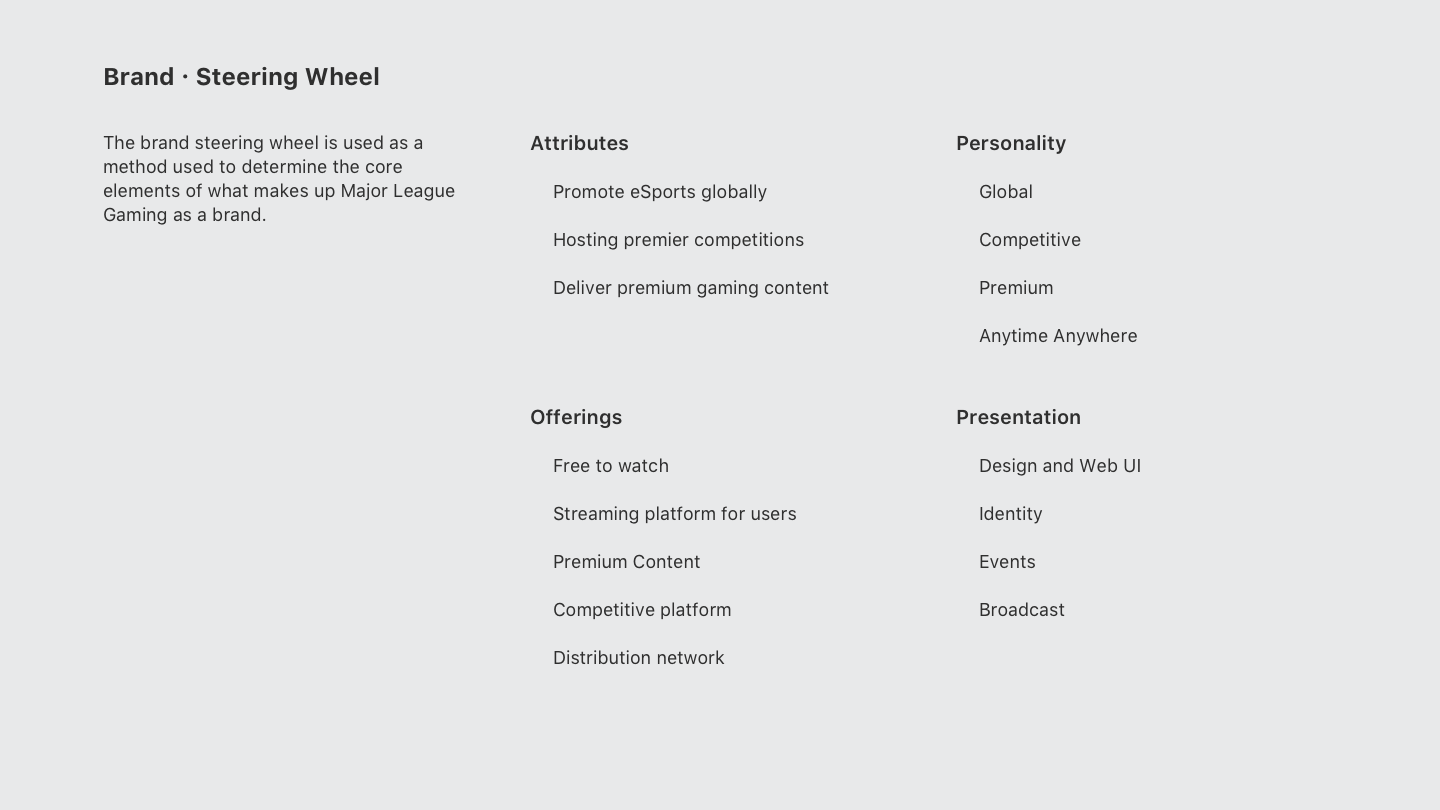 Brand · Steering Wheel
The brand steering wheel is used as a
method used to determine the core
elements of what makes up Major League
Gaming as a brand.
Attributes
Promote eSports globally
Hosting premier competitions
Deliver premium gaming content
Personality
Global
Competitive
Premium
Anytime Anywhere
Offerings
Free to watch
Streaming platform for users
Premium Content
Competitive platform
Distribution network
Presentation
Design and Web UI
Identity
Events
Broadcast